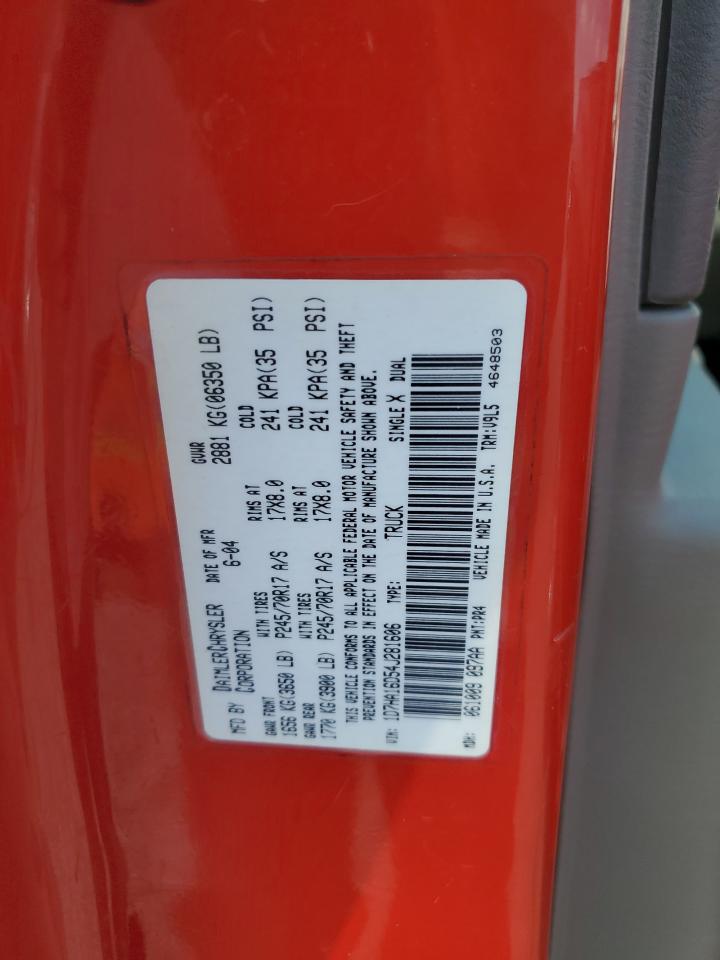 MFD BY DAIMLERCHRYSLER CORPORATION DATE OF MFR 6-04 GVWR 2881 KG(06350 LB)
GAWR FRONT 1656 KG(3650 LB) WITH TIRES P245/70R17 A/S RIMS AT 17X8.0 COLD 241 KPA(35 PSI)
GAWR REAR 1770 KG(3900 LB) WITH TIRES P245/70R17 A/S RIMS AT 17X8.0 COLD 241 KPA(35 PSI)
THIS VEHICLE CONFORMS TO ALL APPLICABLE FEDERAL MOTOR VEHICLE SAFETY AND THEFT
PREVENTION STANDARDS IN EFFECT ON THE DATE OF MANUFACTURE SHOWN ABOVE.
VIN: 1D7HA16D54J281606 TYPE: TRUCK SINGLE X DUAL
MDH: 061009 097AA PNT:PR4 VEHICLE MADE IN U.S.A. TRM:V9L5 4648503